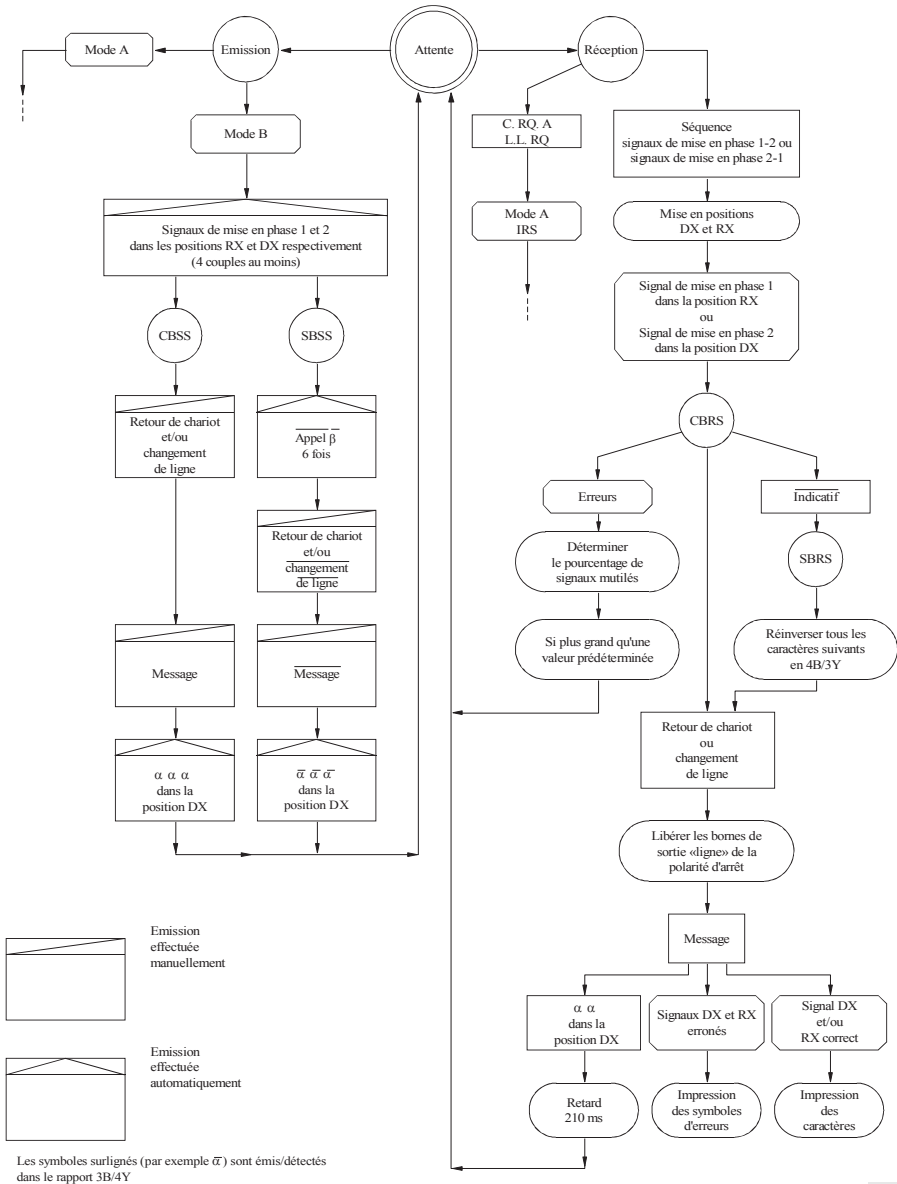 Mode A
Emission
Attente
Réception
Mode B
C. RQ. A
L.L. RQ
Séquence
signaux de mise en phase 1-2 ou
signaux de mise en phase 2-1
Signaux de mise en phase 1 et 2
dans les positions RX et DX respectivement
(4 couples au moins)
Mode A
IRS
Mise en positions
DX et RX
Signal de mise en phase 1
dans la position RX
ou
Signal de mise en phase 2
dans la position DX
CBSS
SBSS
CBRS
Retour de chariot
et/ou
changement
de ligne
A̅p̅p̅e̅l̅ β̅
6 fois
Erreurs
I̅n̅d̅i̅c̅a̅t̅i̅f̅
Retour de chariot
et/ou
c̅h̅a̅n̅g̅e̅m̅e̅n̅t̅
d̅e̅ l̅i̅g̅n̅e̅
Déterminer
le pourcentage de
signaux mutilés
SBRS
Message
M̅e̅s̅s̅a̅g̅e̅
Si plus grand qu'une
valeur prédéterminée
Réinverser tous les
caractères suivants
en 4B/3Y
Retour de chariot
ou
changement
de ligne
α α α
dans la
position DX
α̅ α̅ α̅
dans la
position DX
Libérer les bornes de
sortie «ligne» de la
polarité d'arrêt
Message
Emission
effectuée
manuellement
α α
dans la
position DX
Signaux DX et RX
erronés
Signal DX
et/ou
RX correct
Emission
effectuée
automatiquement
Retard
210 ms
Impression
des symboles
d'erreurs
Impression
des
caractères
Les symboles surlignés (par exemple α̅) sont émis/détectés
dans le rapport 3B/4Y